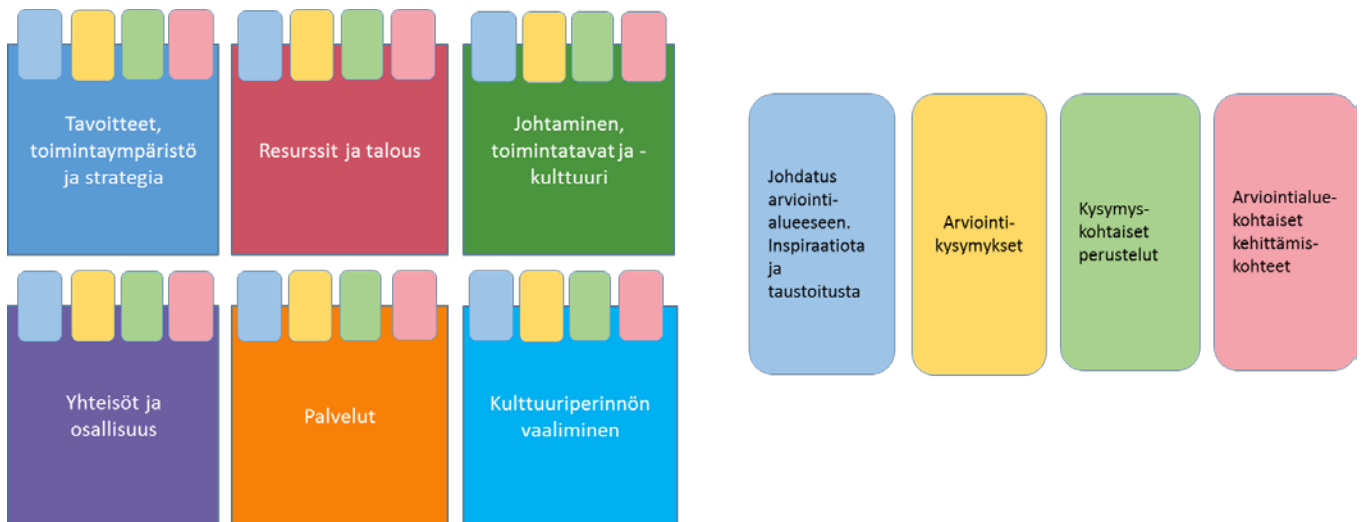 Tavoitteet,
toimintaympäristö
ja strategia
Resurssit ja talous
Johtaminen,
toimintatavat ja -
kulttuuri
Yhteisöt ja
osallisuus
Palvelut
Kulttuuriperinnön
vaaliminen
Johdatus
arviointi-
alueeseen.
Inspiraatiota
ja
taustoitusta
Arviointi-
kysymykset
Kysymys-
kohtaiset
perustelut
Arviointialue-
kohtaiset
kehittämis-
kohteet